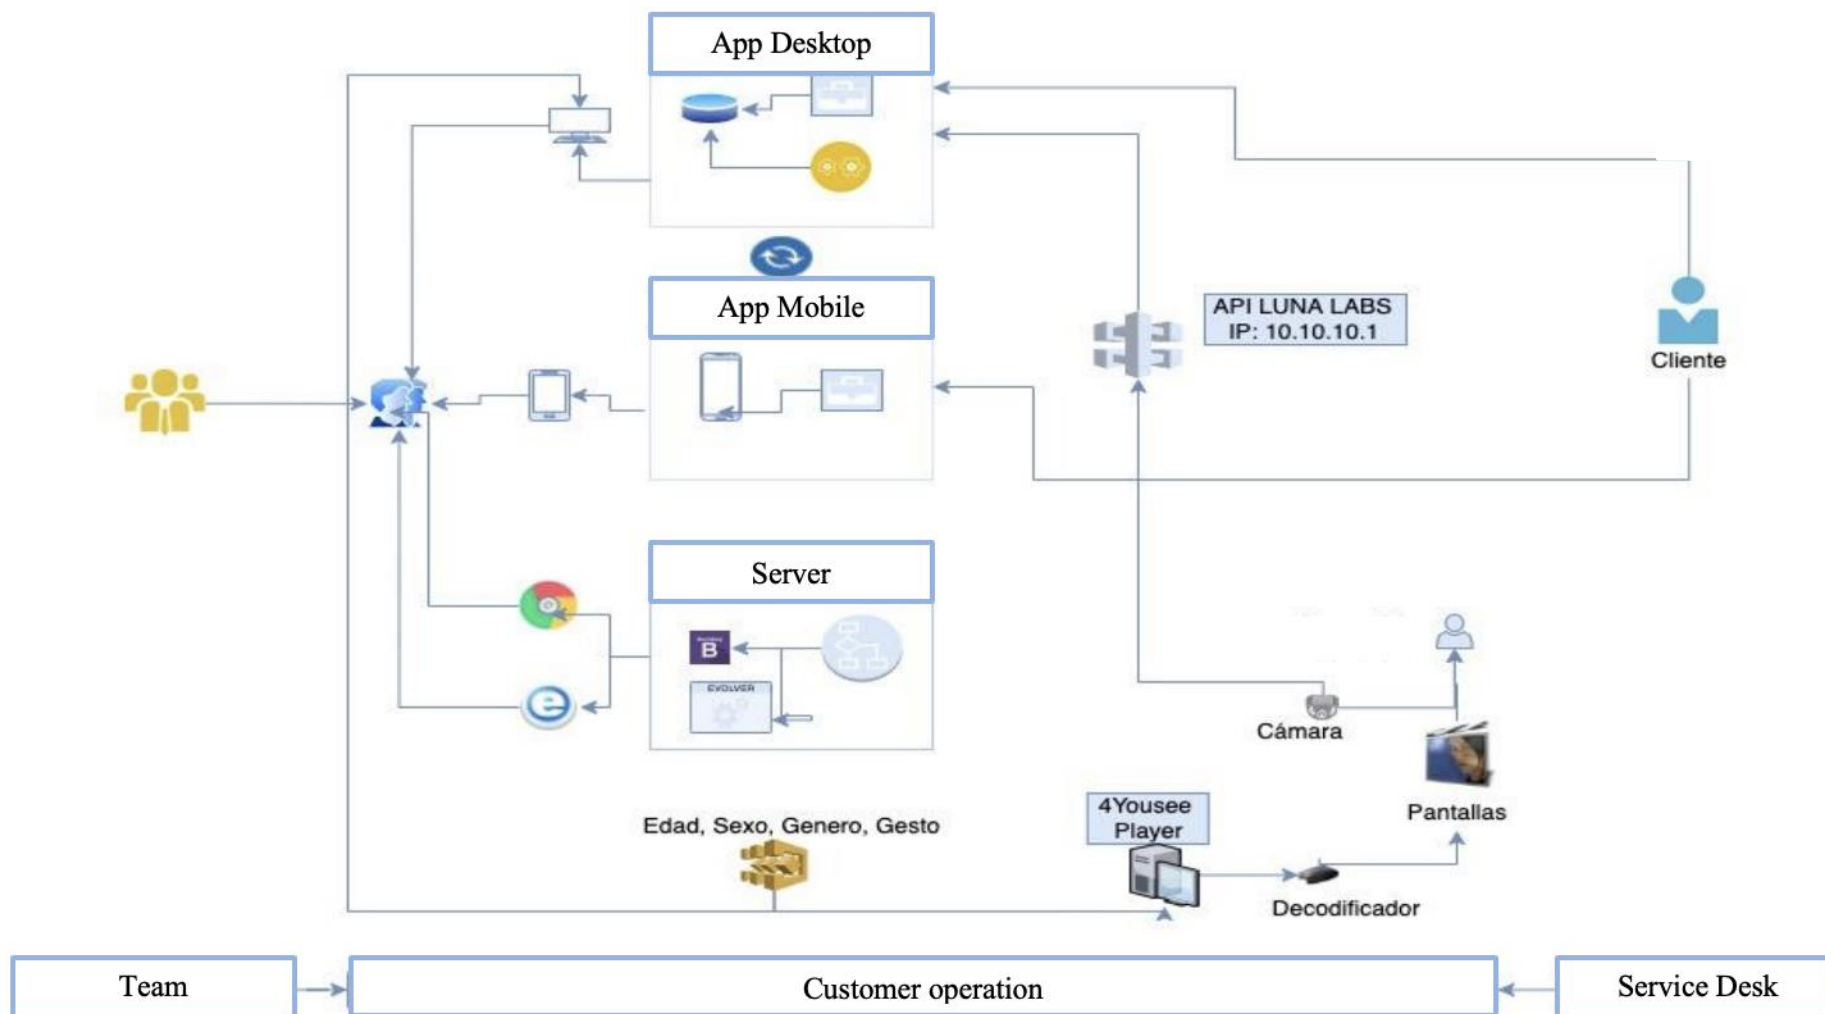 App Desktop
App Mobile
API LUNA LABS
IP: 10.10.10.1
Cliente
Server
B
EVOLVER
Cámara
Pantallas
4Yousee
Player
Edad, Sexo, Genero, Gesto
Decodificador
Team
Customer operation
Service Desk